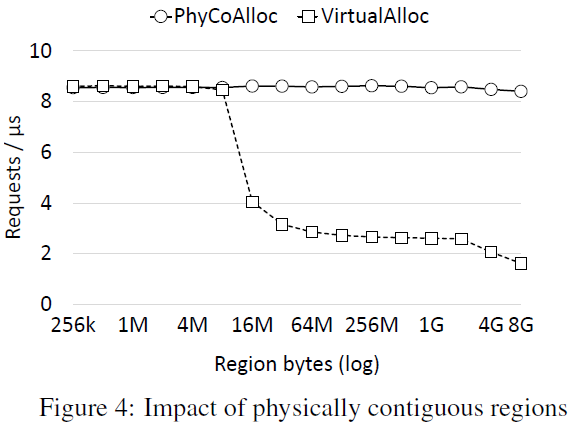 PhyCoAlloc VirtualAlloc
10
8
6
4
2
0
Requests / µs
256k 1M 4M 16M 64M 256M 1G 4G 8G
Region bytes (log)
Figure 4: Impact of physically contiguous regions